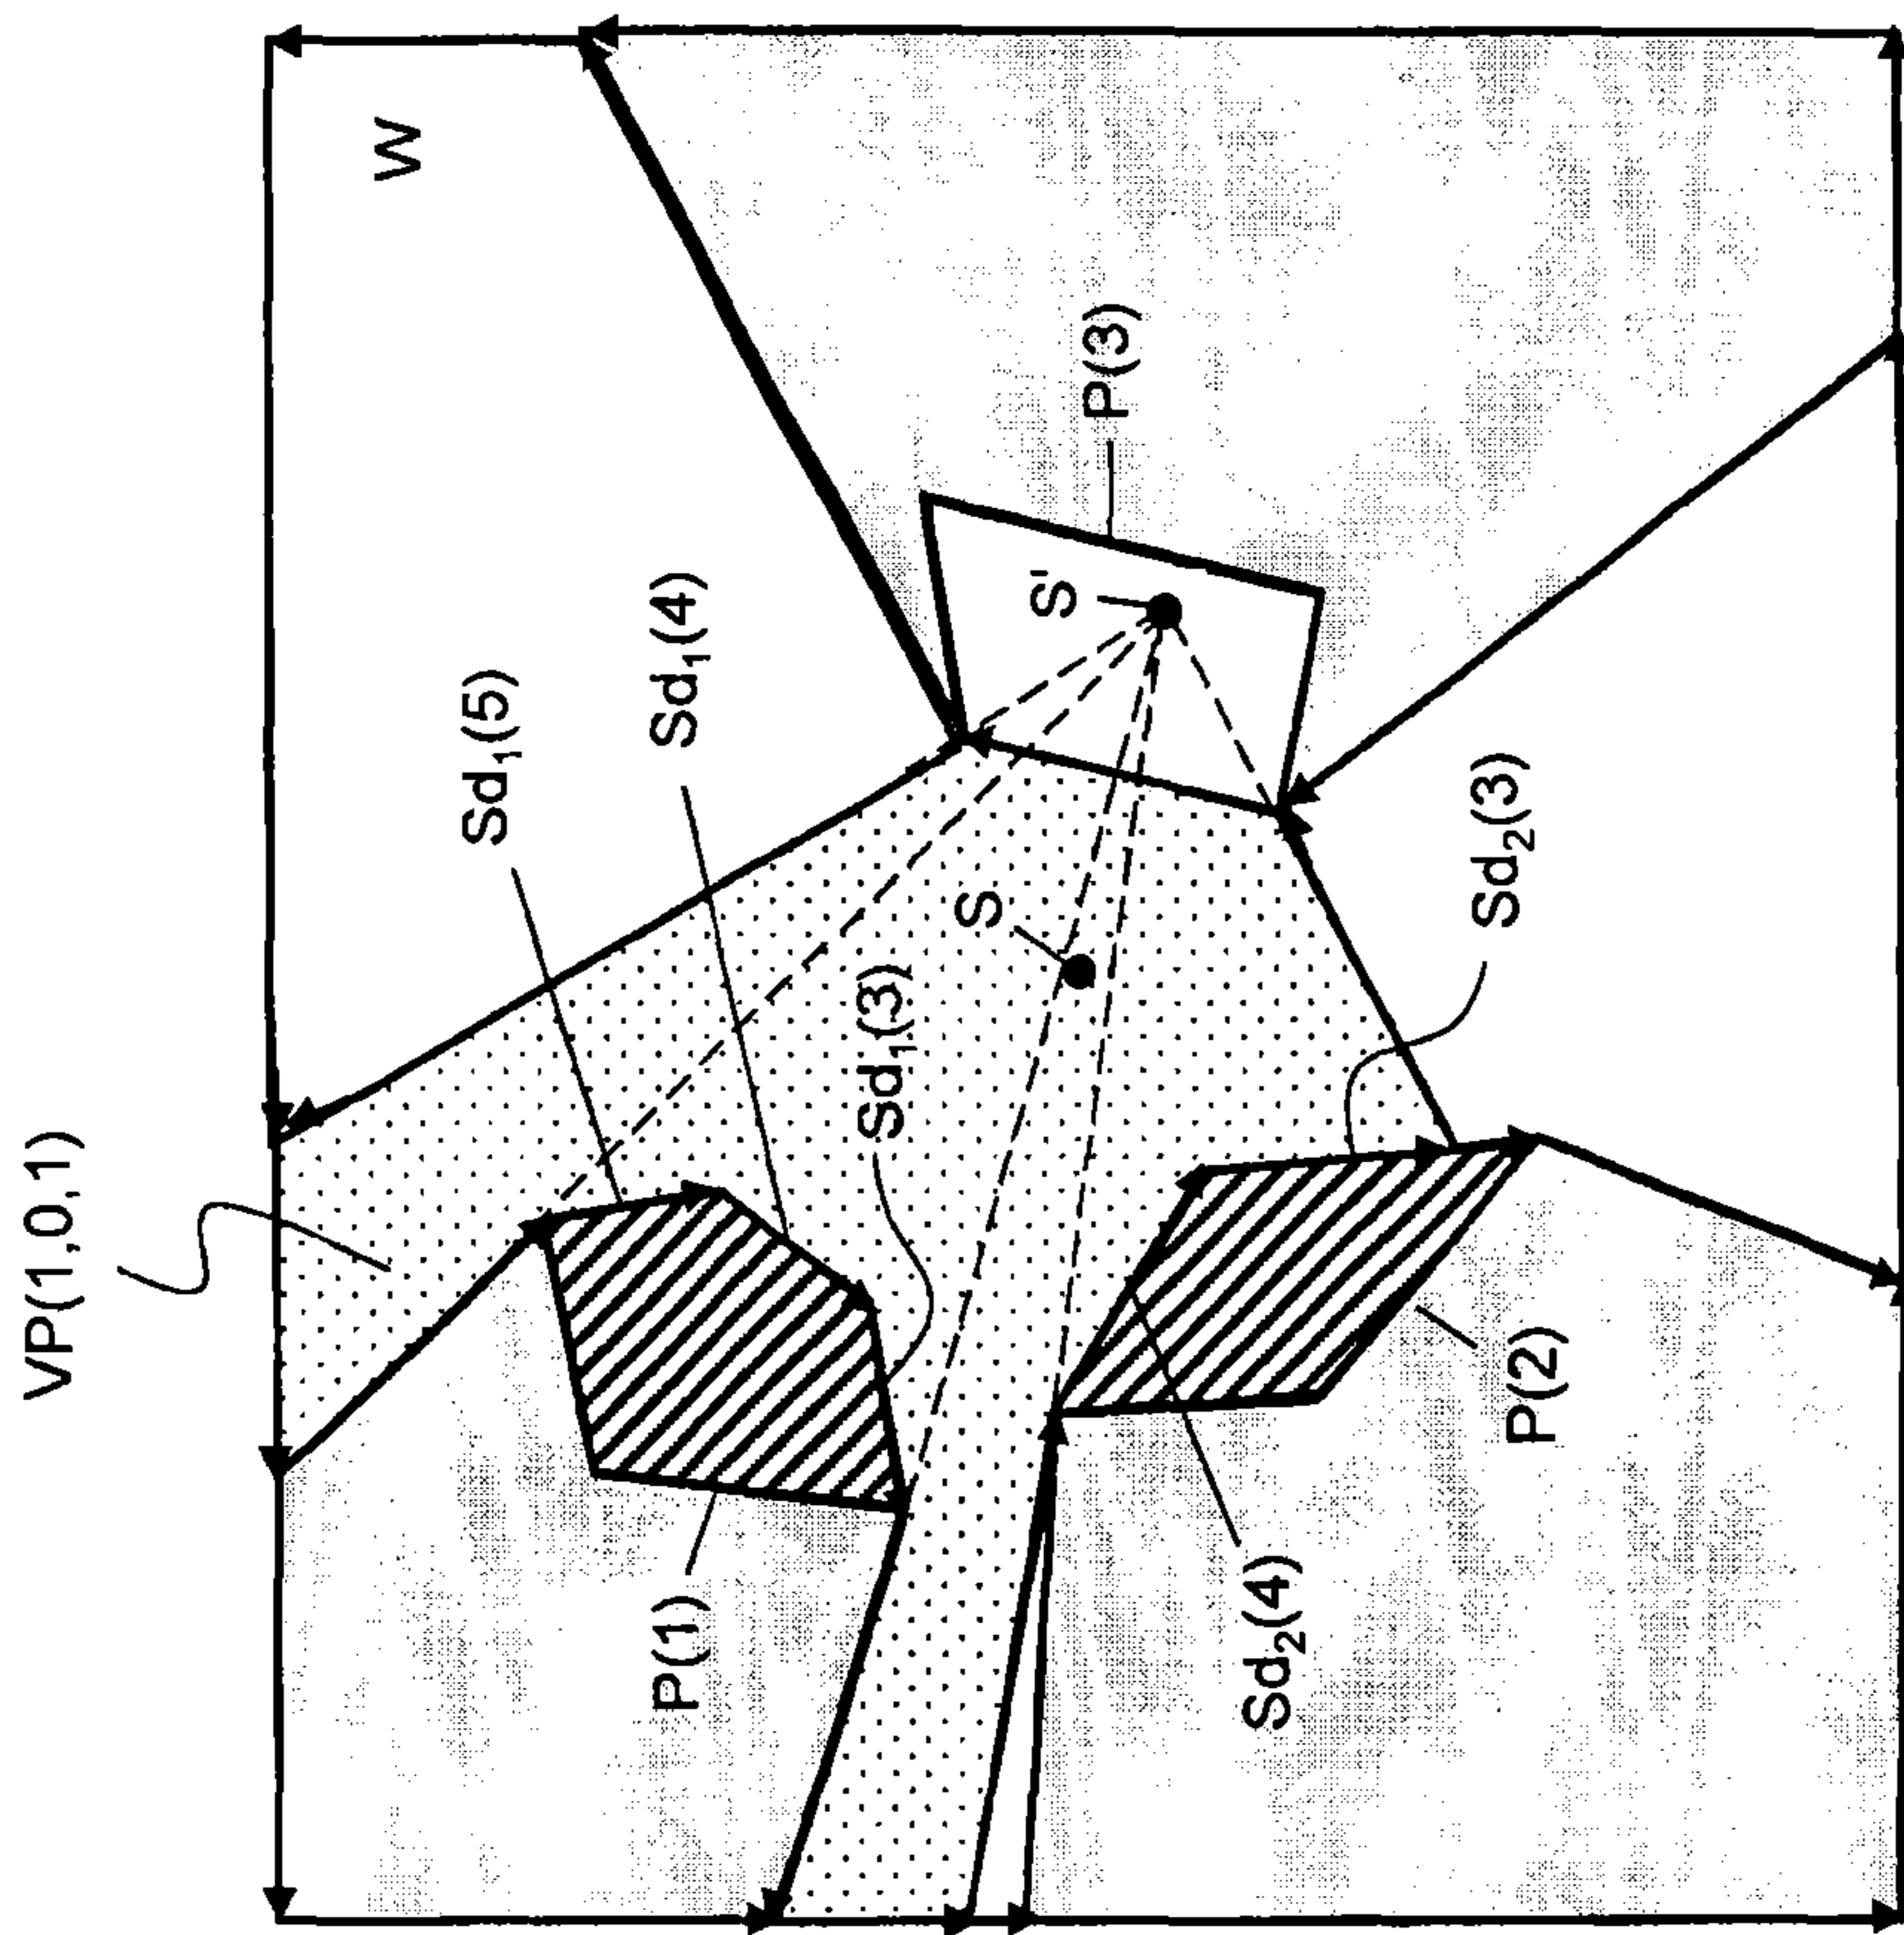 VP(1,0,1)
W
Sd₁(5)
Sd₁(4)
P(3)
S'
S
Sd₁(3)
Sd₂(3)
P(1)
P(2)
Sd₂(4)